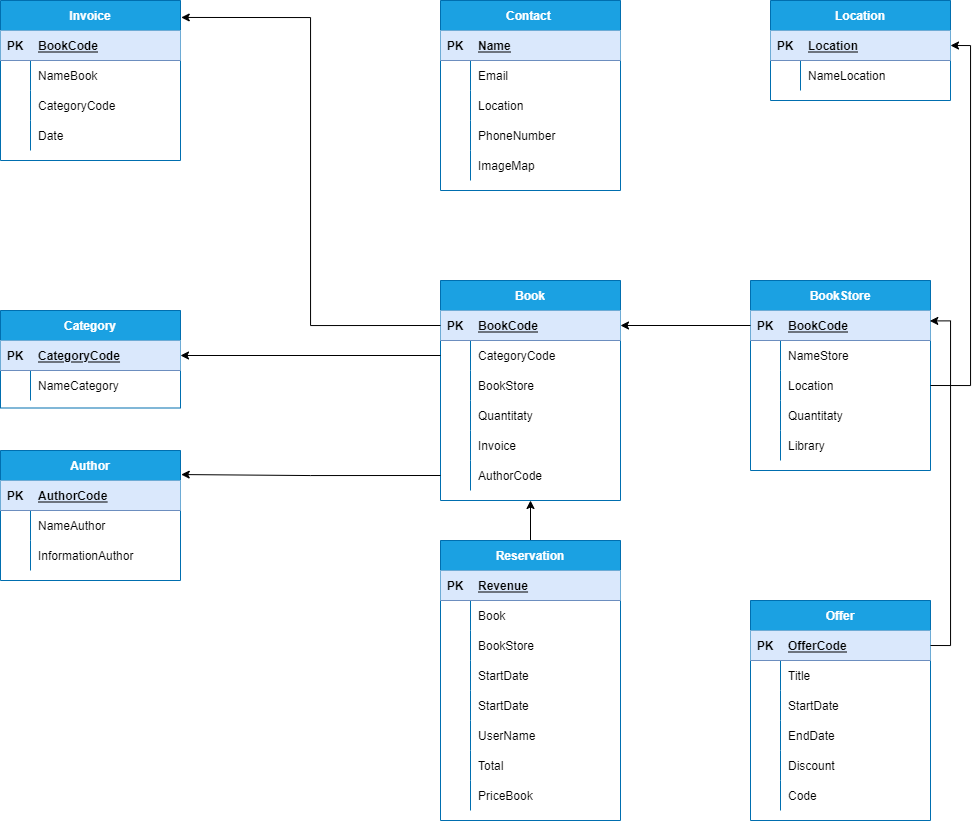 Invoice
PK BookCode
NameBook
CategoryCode
Date
Contact
PK Name
Email
Location
PhoneNumber
ImageMap
Location
PK Location
NameLocation
Category
PK CategoryCode
NameCategory
Book
PK BookCode
CategoryCode
BookStore
Quantitaty
Invoice
AuthorCode
BookStore
PK BookCode
NameStore
Location
Quantitaty
Library
Author
PK AuthorCode
NameAuthor
InformationAuthor
Reservation
PK Revenue
Book
BookStore
StartDate
StartDate
UserName
Total
PriceBook
Offer
PK OfferCode
Title
StartDate
EndDate
Discount
Code